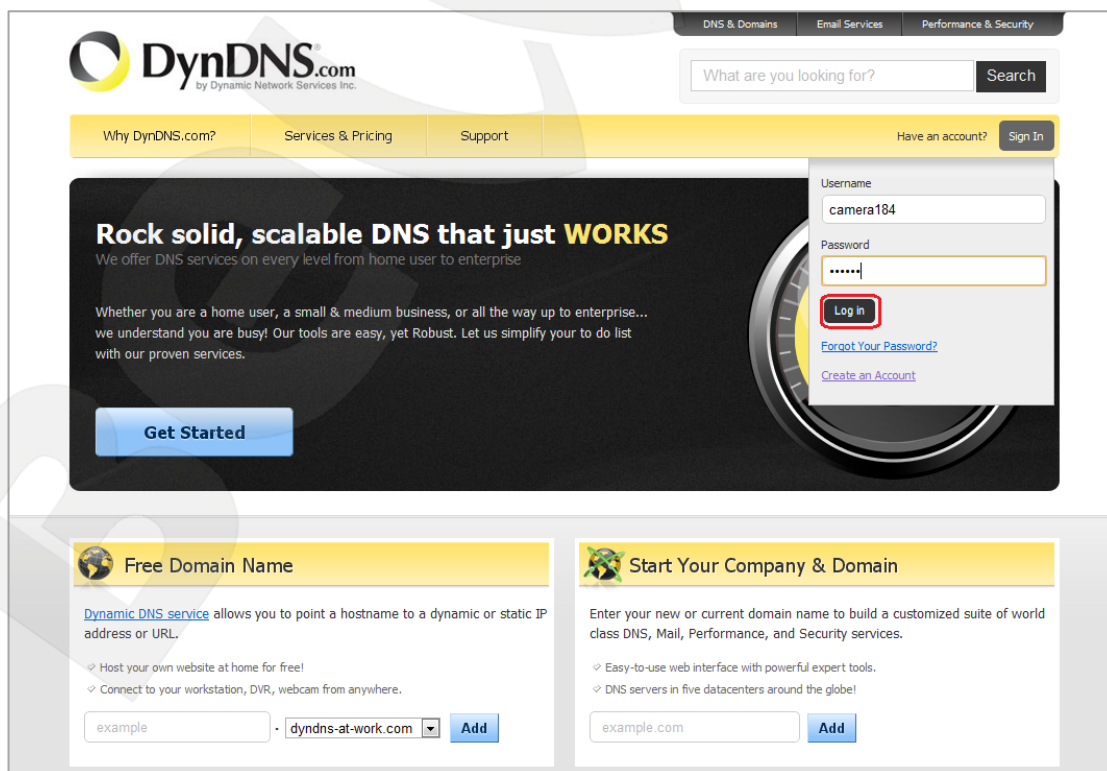 DNS & Domains Email Services Performance & Security
DynDNS.com
by Dynamic Network Services Inc.
What are you looking for? Search
Why DynDNS.com? Services & Pricing Support Have an account? Sign In
Username
camera184
Password
••••••
Log in
Forgot Your Password?
Create an Account
Rock solid, scalable DNS that just WORKS
We offer DNS services on every level from home user to enterprise
Whether you are a home user, a small & medium business, or all the way up to enterprise...
we understand you are busy! Our tools are easy, yet Robust. Let us simplify your to do list
with our proven services.
Get Started
Free Domain Name
Dynamic DNS service allows you to point a hostname to a dynamic or static IP
address or URL.
Host your own website at home for free!
Connect to your workstation, DVR, webcam from anywhere.
example . dyndns-at-work.com Add
Start Your Company & Domain
Enter your new or current domain name to build a customized suite of world
class DNS, Mail, Performance, and Security services.
Easy-to-use web interface with powerful expert tools.
DNS servers in five datacenters around the globe!
example.com Add